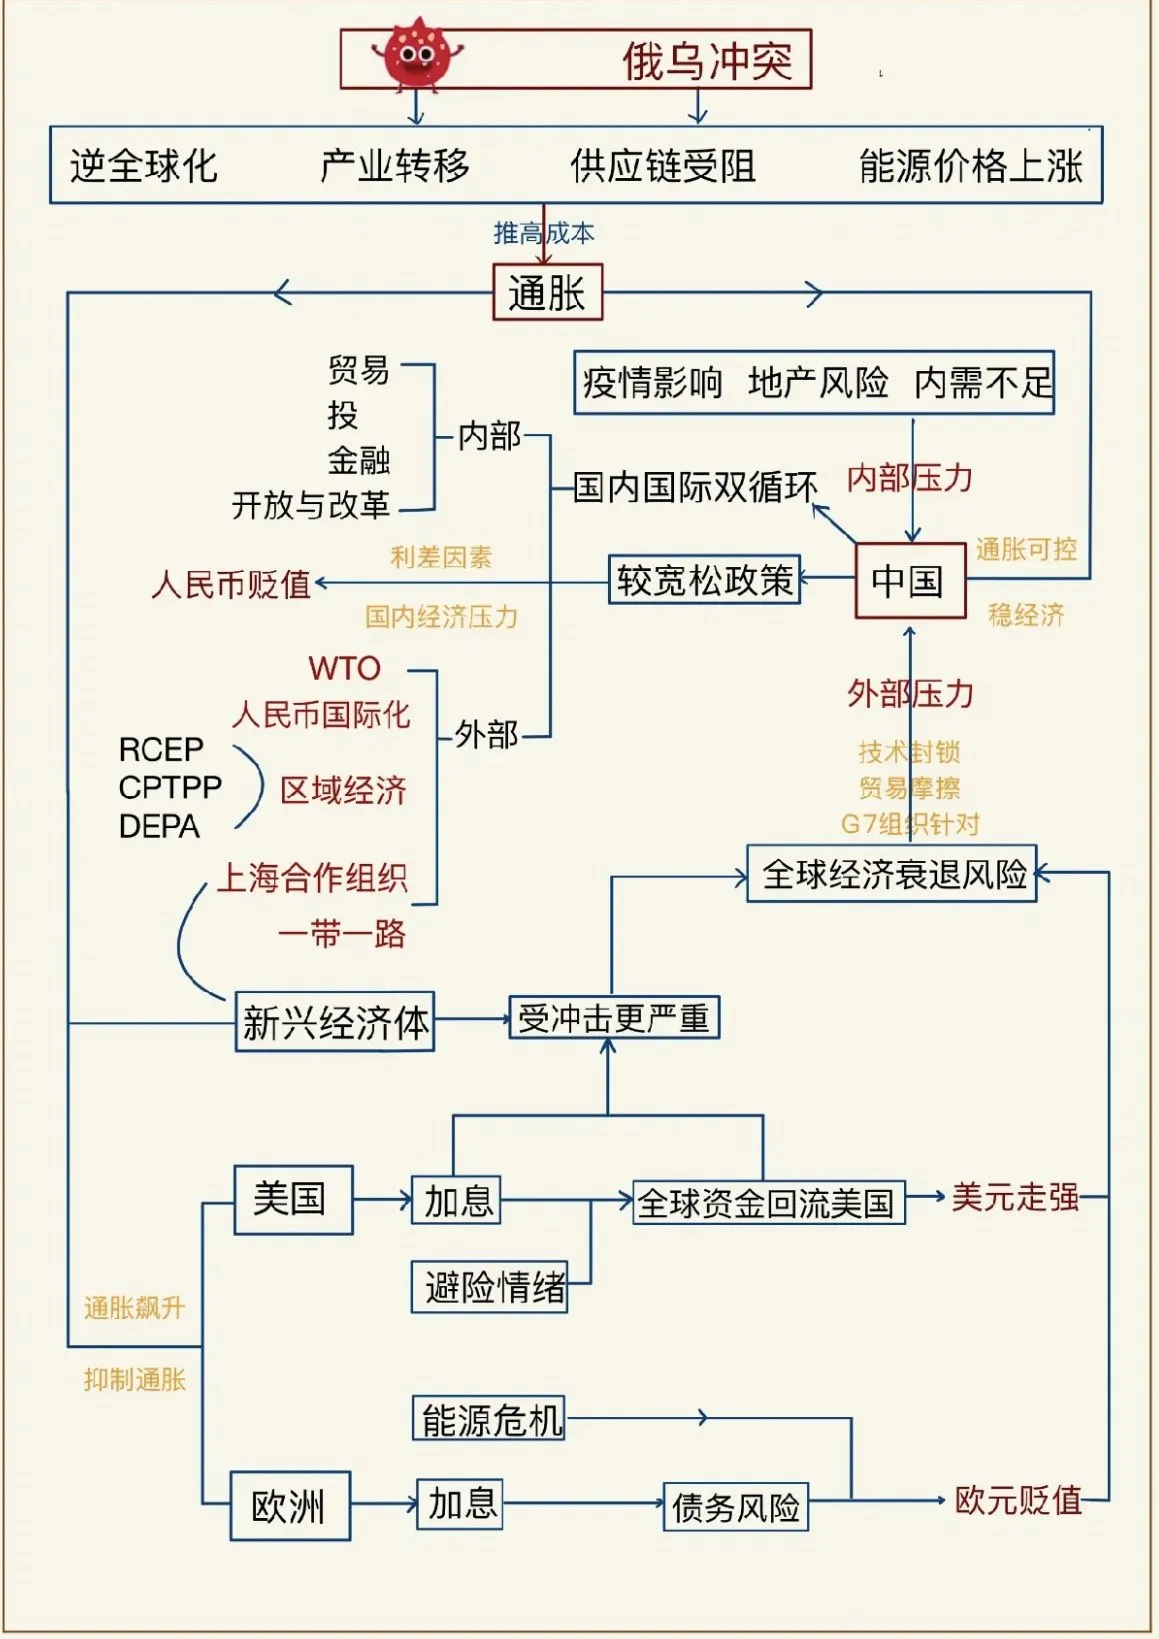 俄乌冲突
逆全球化 产业转移 供应链受阻 能源价格上涨
推高成本
通胀
疫情影响 地产风险 内需不足
贸易
投
金融
开放与改革
内部
国内国际双循环
内部压力
利差因素
人民币贬值
国内经济压力
较宽松政策
中国
通胀可控
稳经济
WTO
人民币国际化
RCEP
CPTPP
DEPA
区域经济
外部
上海合作组织
一带一路
外部压力
技术封锁
贸易摩擦
G7组织针对
全球经济衰退风险
新兴经济体
受冲击更严重
美国
加息
全球资金回流美国
美元走强
避险情绪
通胀飙升
抑制通胀
能源危机
欧洲
加息
债务风险
欧元贬值